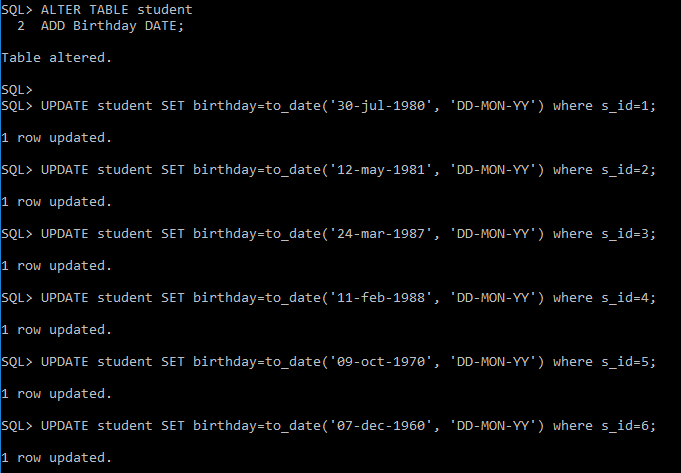 SQL> ALTER TABLE student
  2  ADD Birthday DATE;
Table altered.
SQL>
SQL> UPDATE student SET birthday=to_date('30-jul-1980', 'DD-MON-YY') where s_id=1;
1 row updated.
SQL> UPDATE student SET birthday=to_date('12-may-1981', 'DD-MON-YY') where s_id=2;
1 row updated.
SQL> UPDATE student SET birthday=to_date('24-mar-1987', 'DD-MON-YY') where s_id=3;
1 row updated.
SQL> UPDATE student SET birthday=to_date('11-feb-1988', 'DD-MON-YY') where s_id=4;
1 row updated.
SQL> UPDATE student SET birthday=to_date('09-oct-1970', 'DD-MON-YY') where s_id=5;
1 row updated.
SQL> UPDATE student SET birthday=to_date('07-dec-1960', 'DD-MON-YY') where s_id=6;
1 row updated.